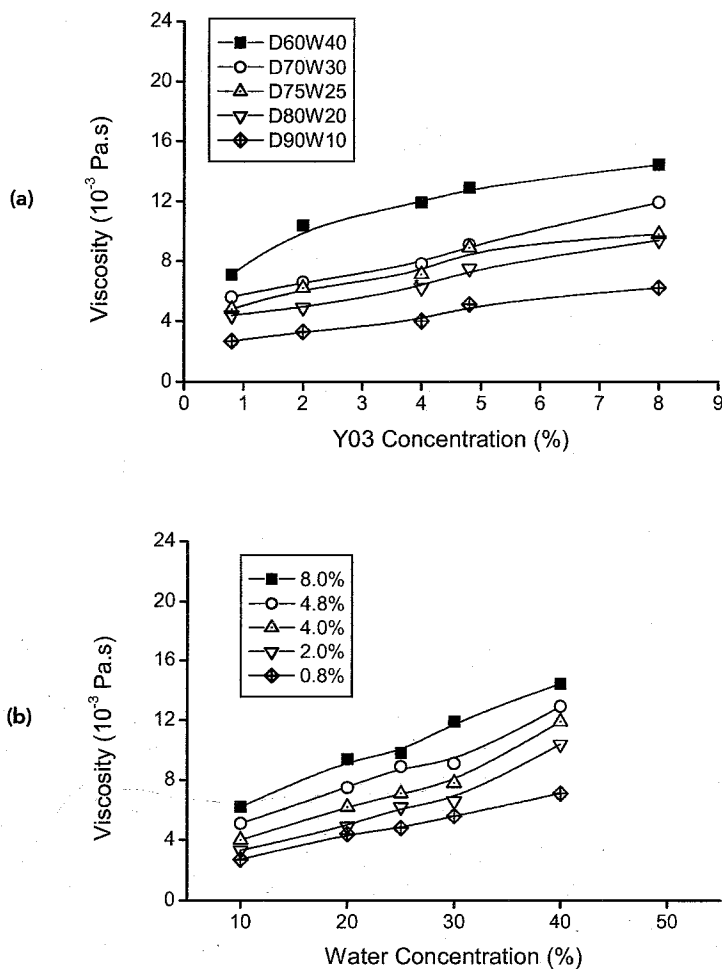 24
20
16
12
8
4
0
D60W40
D70W30
D75W25
D80W20
D90W10
(a)
Viscosity (10⁻³ Pa.s)
0 1 2 3 4 5 6 7 8 9
Y03 Concentration (%)
24
20
16
12
8
4
0
8.0%
4.8%
4.0%
2.0%
0.8%
(b)
Viscosity (10⁻³ Pa.s)
10 20 30 40 50
Water Concentration (%)